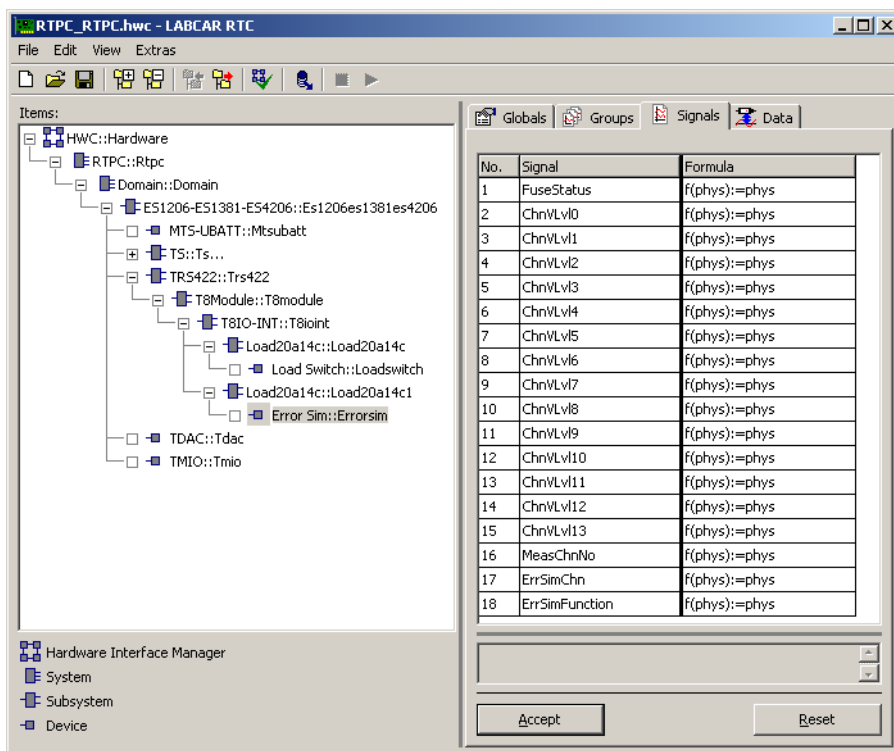 RTPC_RTPC.hwc - LABCAR RTC
File Edit View Extras
Items:
HWC::Hardware
RTPC::Rtpc
Domain::Domain
ES1206-ES1381-ES4206::Es1206es1381es4206
MTS-UBATT::Mtsubatt
TS::Ts...
TRS422::Trs422
T8Module::T8module
T8IO-INT::T8ioint
Load20a14c::Load20a14c
Load Switch::Loadswitch
Load20a14c::Load20a14c1
Error Sim::Errorsim
TDAC::Tdac
TMIO::Tmio
Hardware Interface Manager
System
Subsystem
Device
Globals Groups Signals Data
No. Signal Formula
1 FuseStatus f(phys):=phys
2 ChnVLvl0 f(phys):=phys
3 ChnVLvl1 f(phys):=phys
4 ChnVLvl2 f(phys):=phys
5 ChnVLvl3 f(phys):=phys
6 ChnVLvl4 f(phys):=phys
7 ChnVLvl5 f(phys):=phys
8 ChnVLvl6 f(phys):=phys
9 ChnVLvl7 f(phys):=phys
10 ChnVLvl8 f(phys):=phys
11 ChnVLvl9 f(phys):=phys
12 ChnVLvl10 f(phys):=phys
13 ChnVLvl11 f(phys):=phys
14 ChnVLvl12 f(phys):=phys
15 ChnVLvl13 f(phys):=phys
16 MeasChnNo f(phys):=phys
17 ErrSimChn f(phys):=phys
18 ErrSimFunction f(phys):=phys
Accept Reset